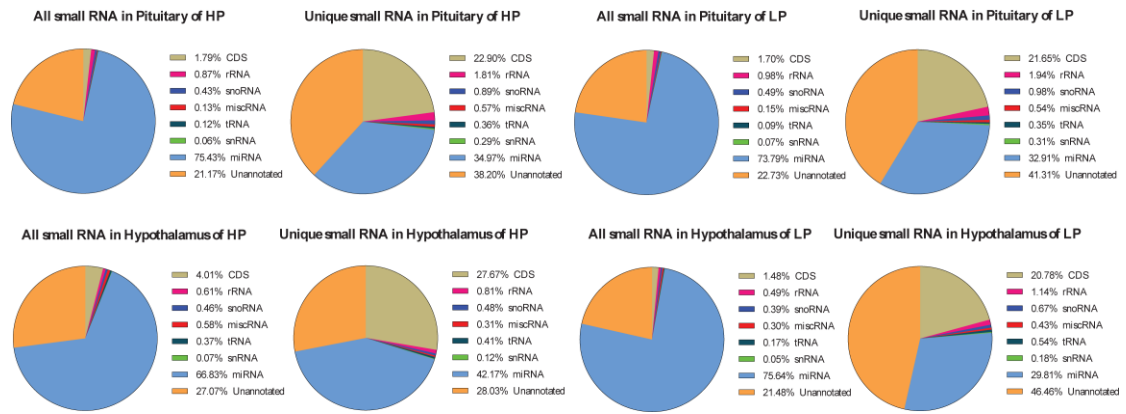 All small RNA in Pituitary of HP
1.79% CDS
0.87% rRNA
0.43% snoRNA
0.13% miscRNA
0.12% tRNA
0.06% snRNA
75.43% miRNA
21.17% Unannotated
Unique small RNA in Pituitary of HP
22.90% CDS
1.81% rRNA
0.89% snoRNA
0.57% miscRNA
0.36% tRNA
0.29% snRNA
34.97% miRNA
38.20% Unannotated
All small RNA in Pituitary of LP
1.70% CDS
0.98% rRNA
0.49% snoRNA
0.15% miscRNA
0.09% tRNA
0.07% snRNA
73.79% miRNA
22.73% Unannotated
Unique small RNA in Pituitary of LP
21.65% CDS
1.94% rRNA
0.98% snoRNA
0.54% miscRNA
0.35% tRNA
0.31% snRNA
32.91% miRNA
41.31% Unannotated
All small RNA in Hypothalamus of HP
4.01% CDS
0.61% rRNA
0.46% snoRNA
0.58% miscRNA
0.37% tRNA
0.07% snRNA
66.83% miRNA
27.07% Unannotated
Unique small RNA in Hypothalamus of HP
27.67% CDS
0.81% rRNA
0.48% snoRNA
0.31% miscRNA
0.41% tRNA
0.12% snRNA
42.17% miRNA
28.03% Unannotated
All small RNA in Hypothalamus of LP
1.48% CDS
0.49% rRNA
0.39% snoRNA
0.30% miscRNA
0.17% tRNA
0.05% snRNA
75.64% miRNA
21.48% Unannotated
Unique small RNA in Hypothalamus of LP
20.78% CDS
1.14% rRNA
0.67% snoRNA
0.43% miscRNA
0.54% tRNA
0.18% snRNA
29.81% miRNA
46.46% Unannotated